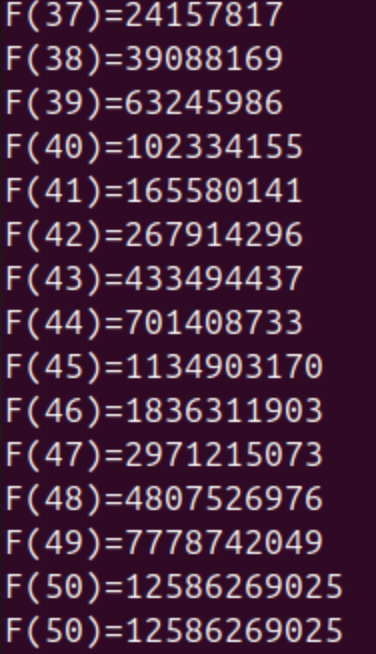 F(37)=24157817
F(38)=39088169
F(39)=63245986
F(40)=102334155
F(41)=165580141
F(42)=267914296
F(43)=433494437
F(44)=701408733
F(45)=1134903170
F(46)=1836311903
F(47)=2971215073
F(48)=4807526976
F(49)=7778742049
F(50)=12586269025
F(50)=12586269025